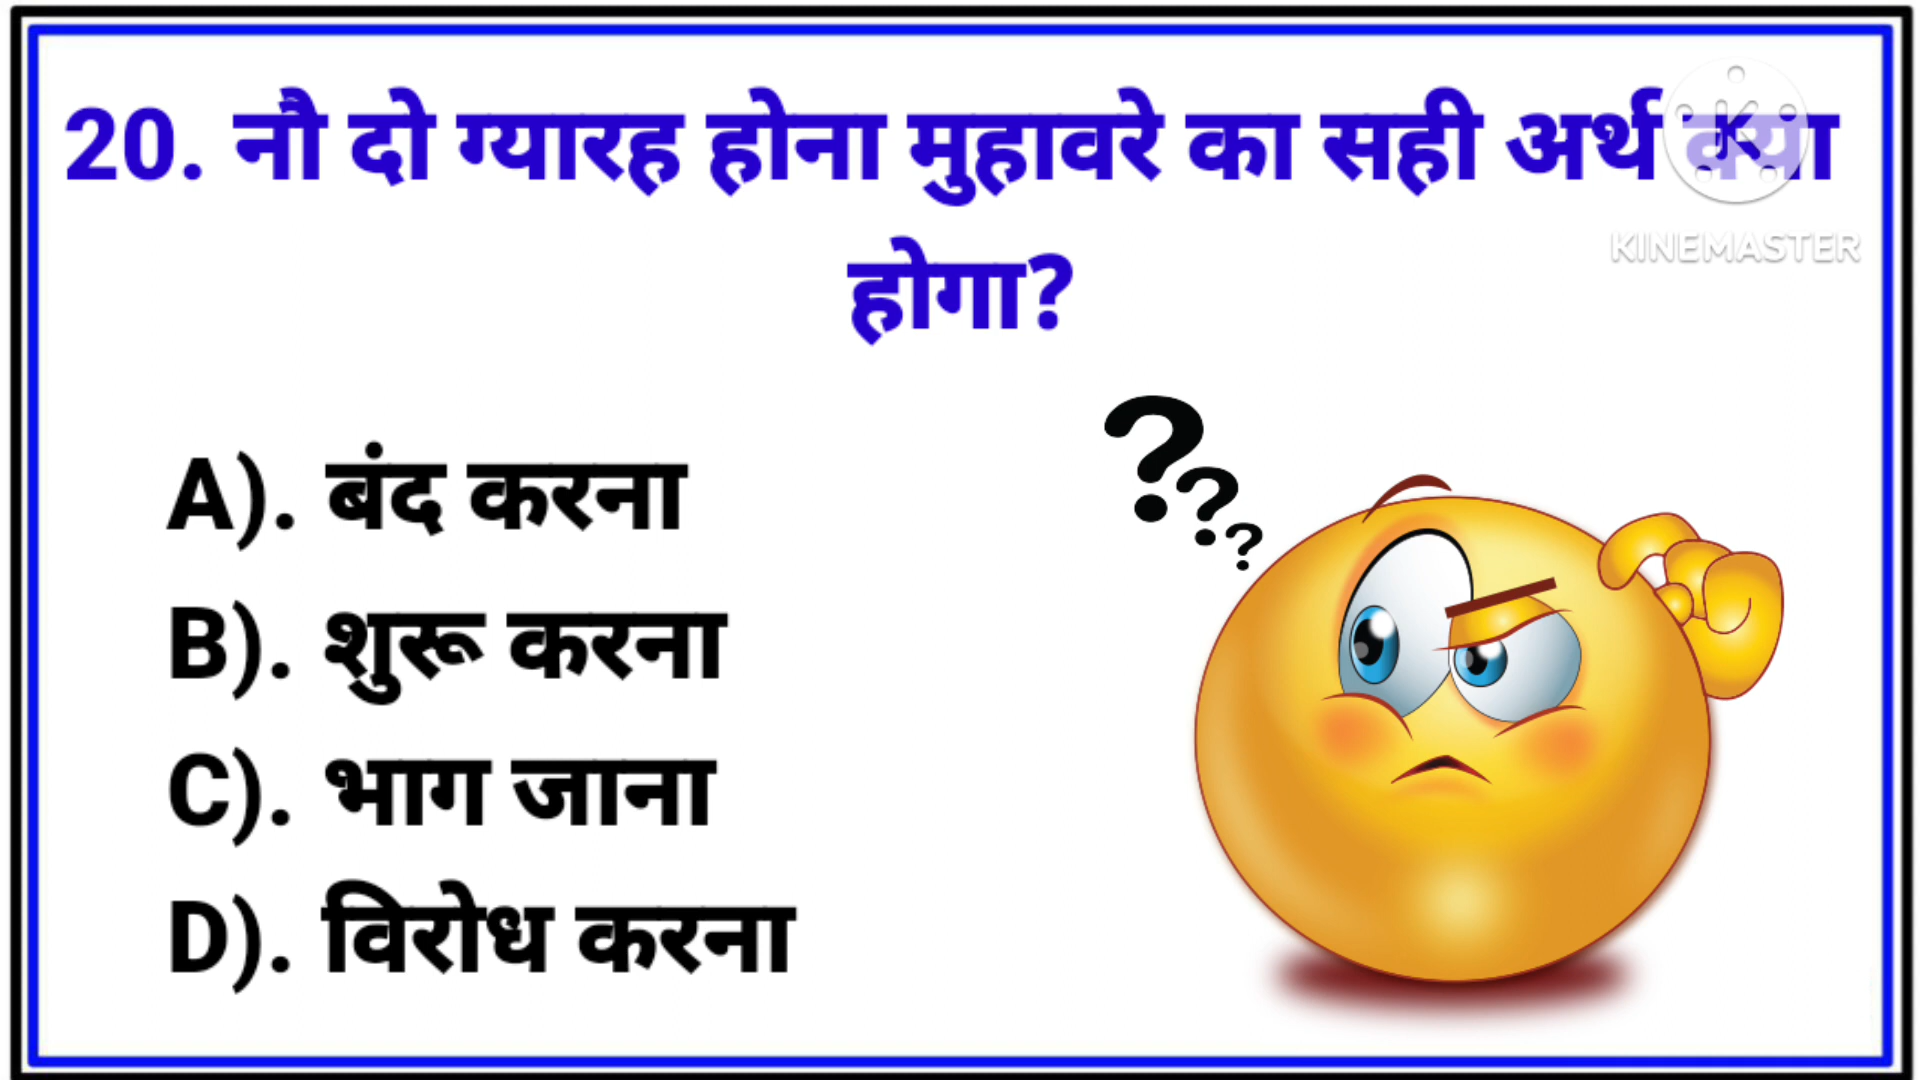 20. नौ दो ग्यारह होना मुहावरे का सही अर्थ क्या
होगा?
KINEMASTER
A). बंद करना
B). शुरू करना
C). भाग जाना
D). विरोध करना